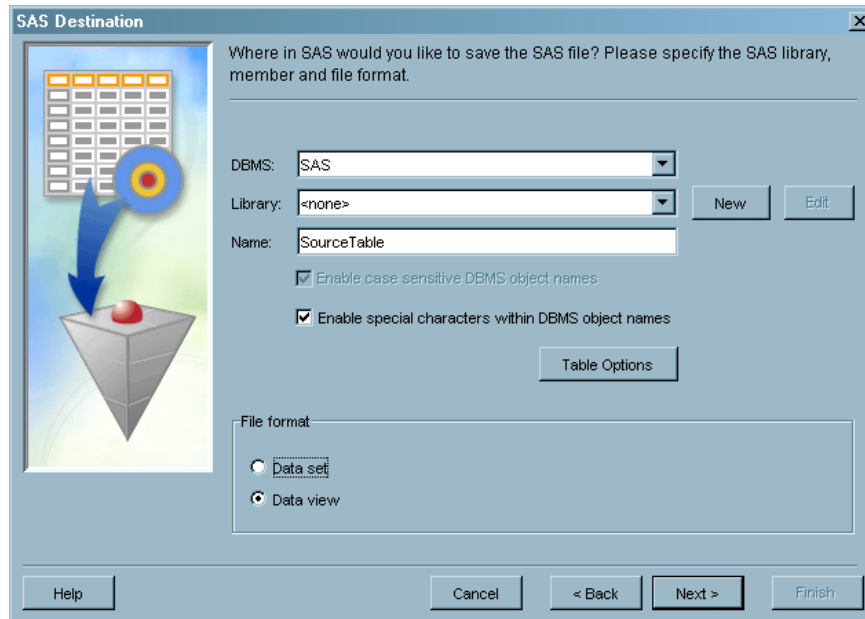 SAS Destination
Where in SAS would you like to save the SAS file? Please specify the SAS library,
member and file format.
DBMS: SAS
Library: <none> New Edit
Name: SourceTable
Enable case sensitive DBMS object names
Enable special characters within DBMS object names
Table Options
File format
Data set
Data view
Help Cancel < Back Next > Finish